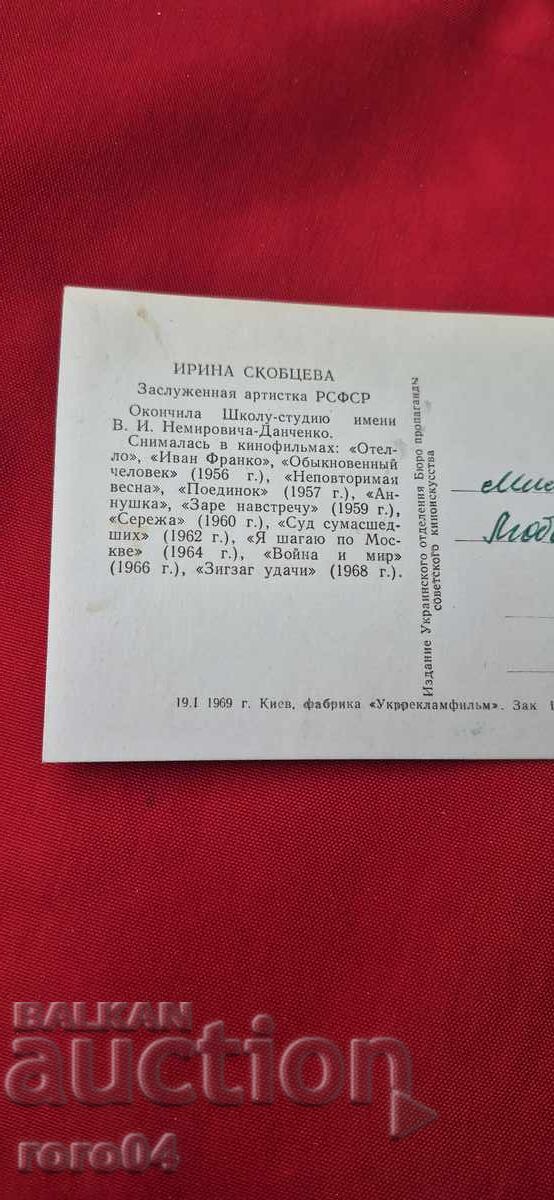 ИРИНА СКОБЦЕВА
Заслуженная артистка РСФСР
Окончила Школу-студию имени
В. И. Немировича-Данченко.
Снималась в кинофильмах: «Отел-
ло», «Иван Франко», «Обыкновенный
человек» (1956 г.), «Неповторимая
весна», «Поединок» (1957 г.), «Ан-
нушка», «Заре навстречу» (1959 г.),
«Сережа» (1960 г.), «Суд сумасшед-
ших» (1962 г.), «Я шагаю по Мос-
кве» (1964 г.), «Война и мир»
(1966 г.), «Зигзаг удачи» (1968 г.).
19.I 1969 г. Киев, фабрика «Укррекламфильм». Зак
Издание Украинского отделения Бюро пропаганды
советского киноискусства
BALKAN
auction
roro04